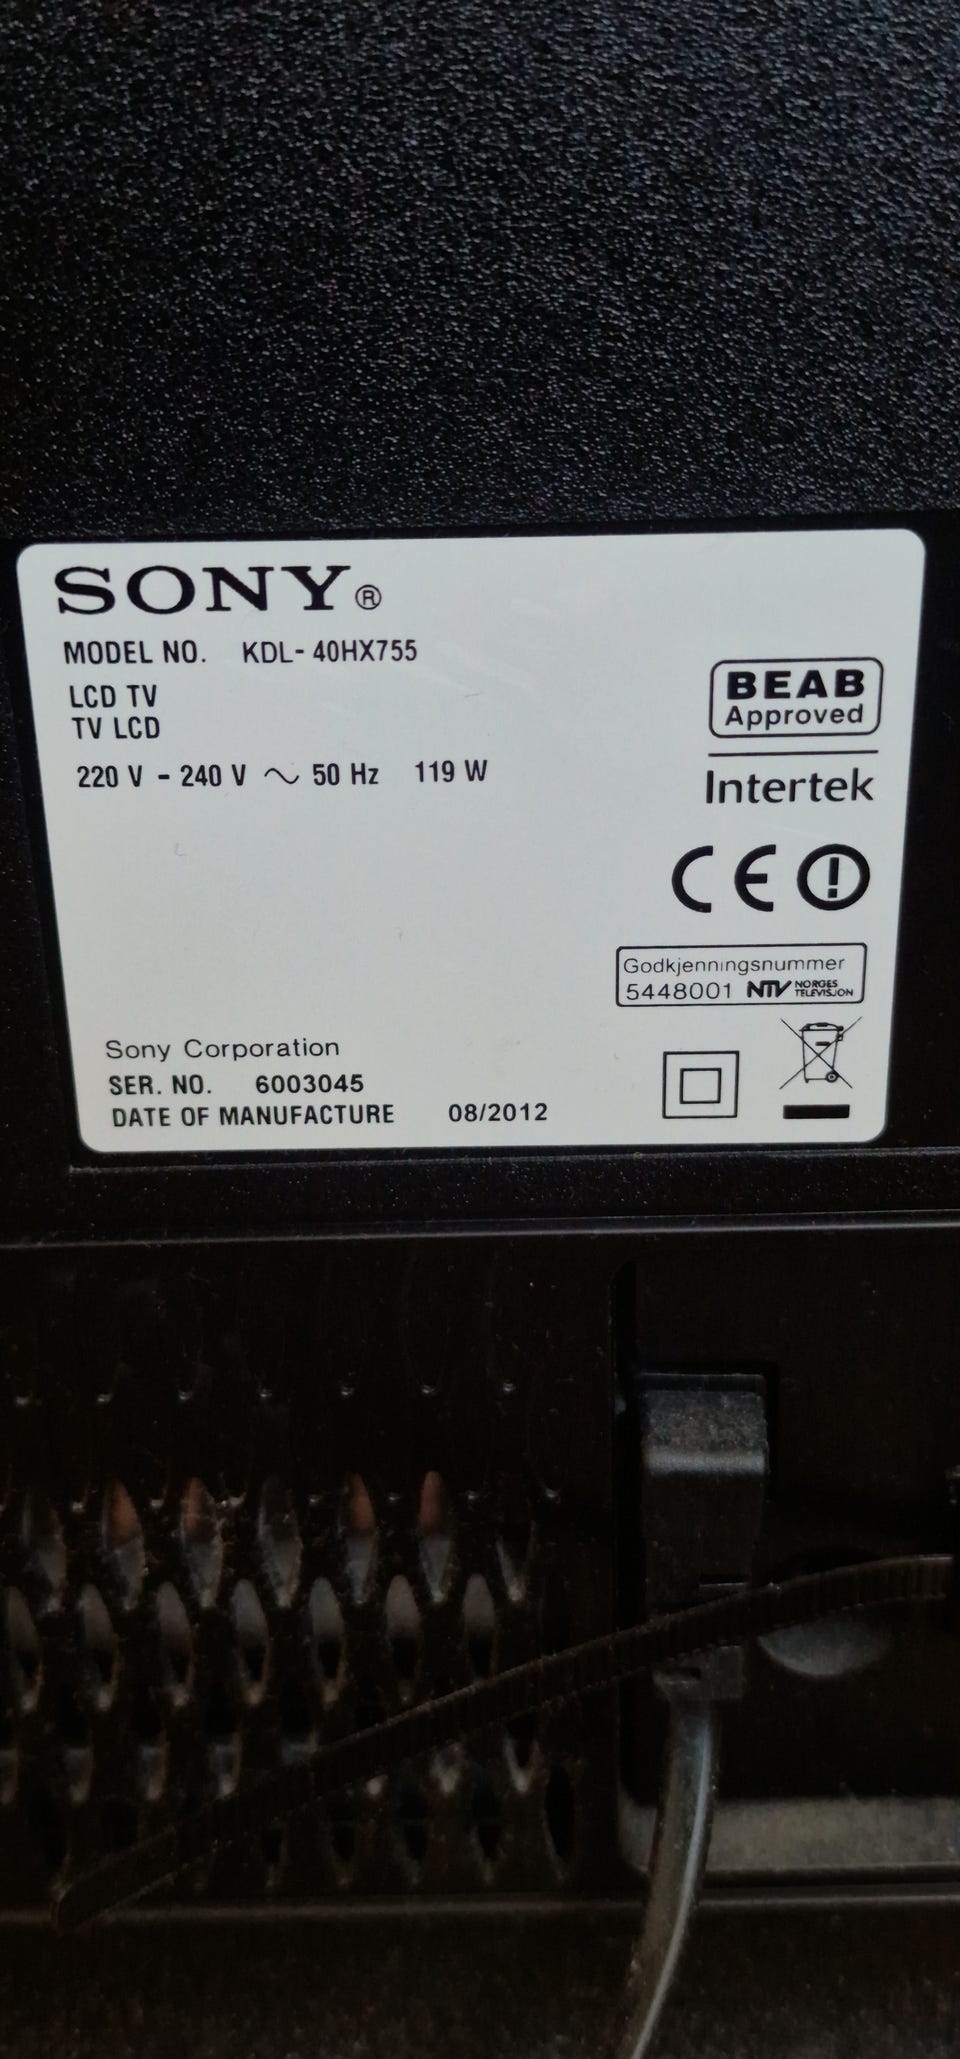 SONY®
MODEL NO. KDL- 40HX755
LCD TV
TV LCD
220 V - 240 V ~ 50 Hz 119 W
BEAB
Approved
Intertek
CE
Godkjenningsnummer
5448001 NTV NORGES TELEVISJON
Sony Corporation
SER. NO. 6003045
DATE OF MANUFACTURE 08/2012